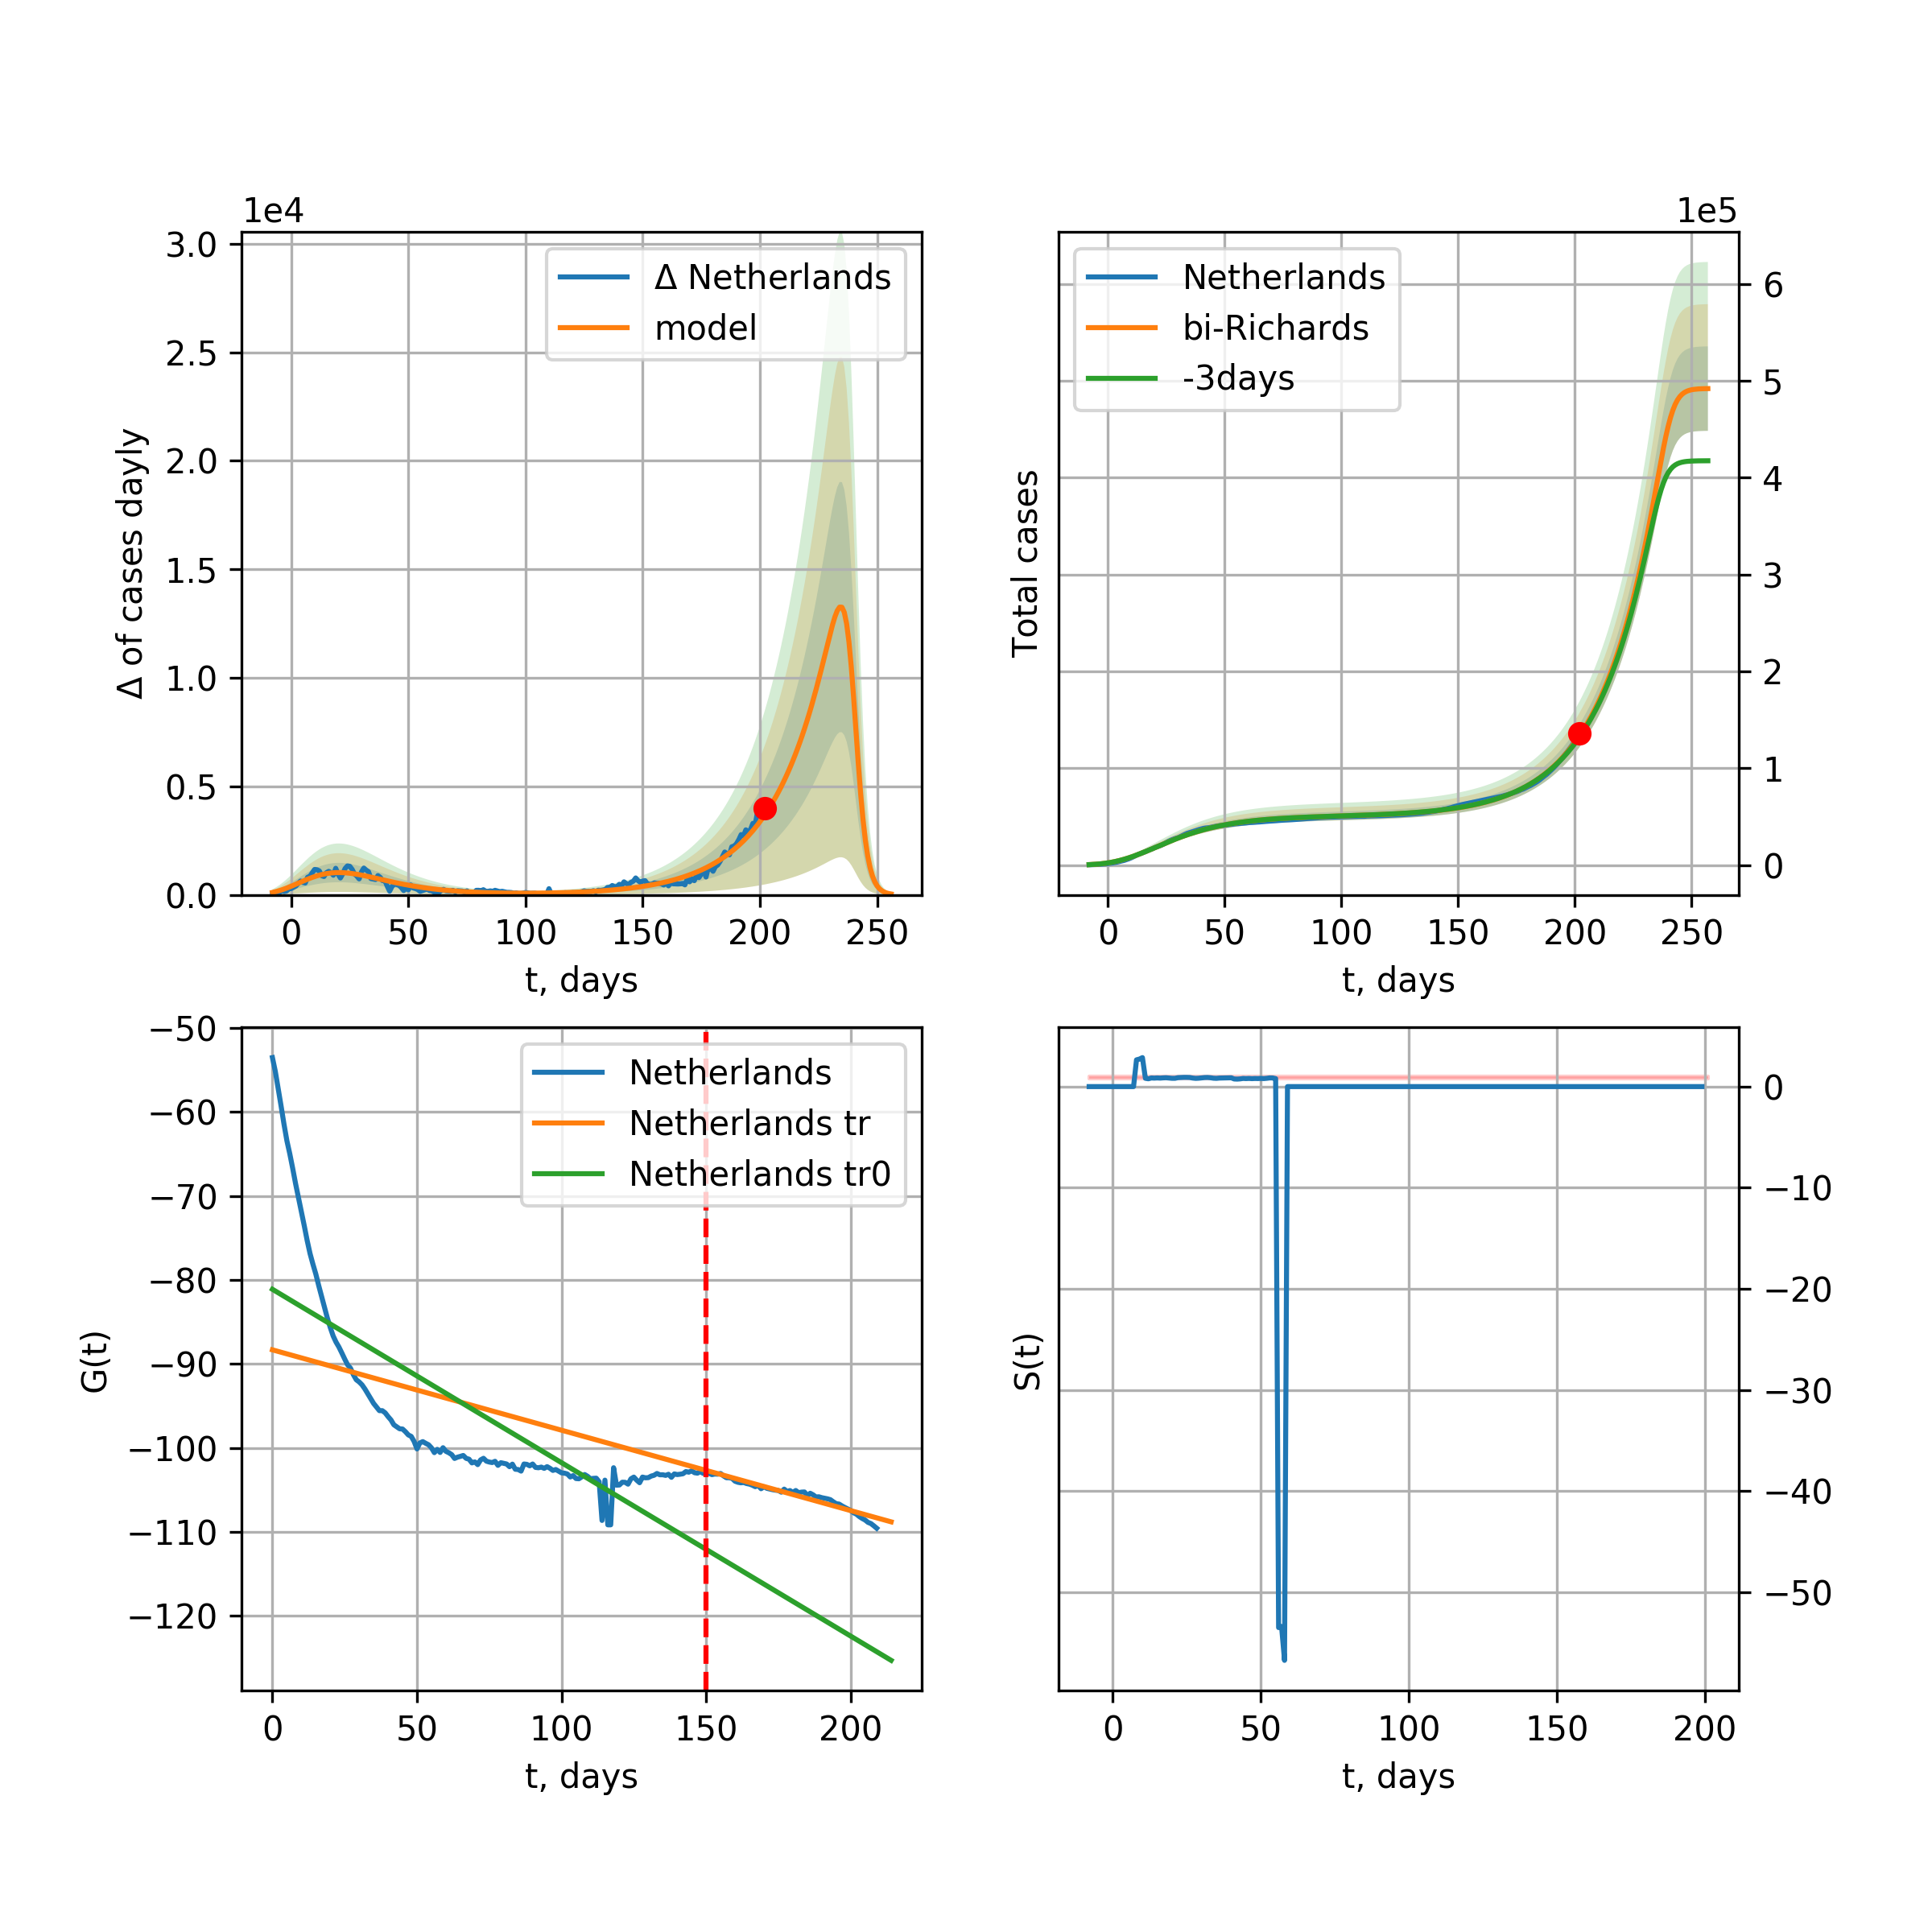 1e4
3.0
2.5
2.0
1.5
1.0
0.5
0.0
Δ of cases dayly
Δ Netherlands
model
0 50 100 150 200 250
t, days
1e5
6
5
4
3
2
1
0
Total cases
Netherlands
bi-Richards
-3days
0 50 100 150 200 250
t, days
−50
−60
−70
−80
−90
−100
−110
−120
G(t)
Netherlands
Netherlands tr
Netherlands tr0
0 50 100 150 200
t, days
0
−10
−20
−30
−40
−50
S(t)
0 50 100 150 200
t, days